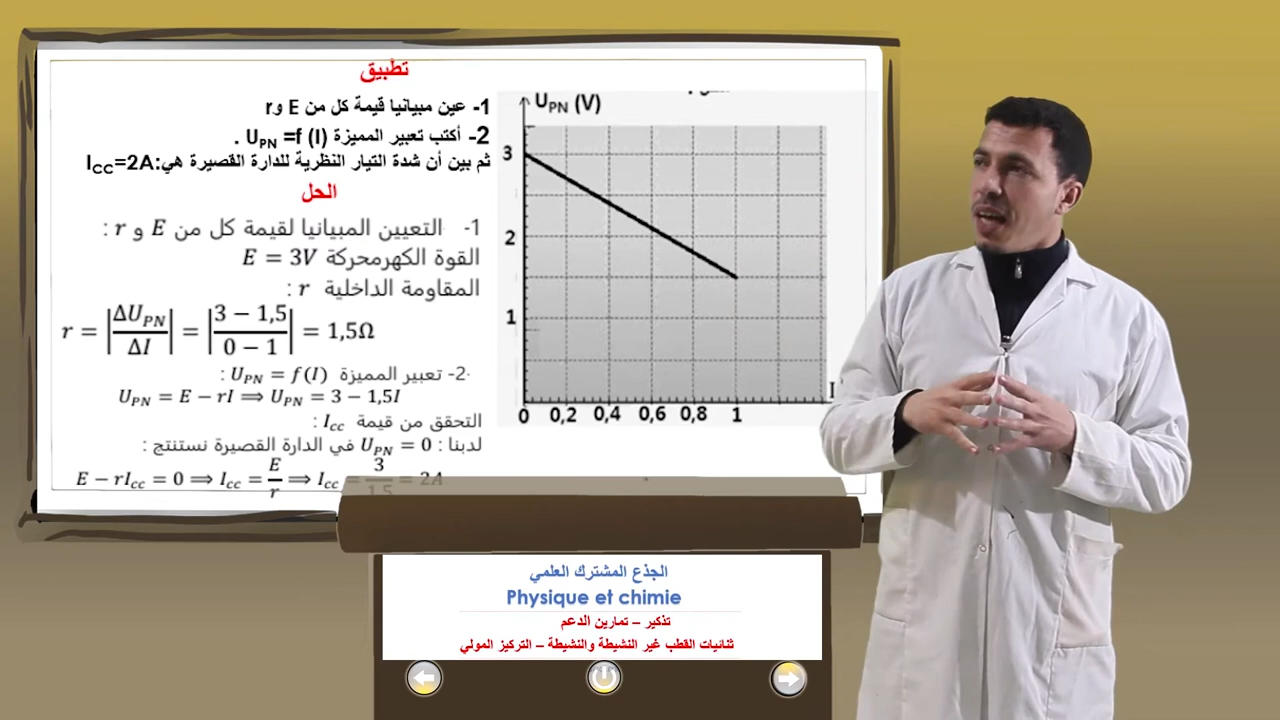 تطبيق
1- عين مبيانيا قيمة كل من E و r
2- أكتب تعبير المميزة U_PN =f (I) .
ثم بين أن شدة التيار النظرية للدارة القصيرة هي: I_CC=2A
الحل
1- التعيين المبيانيا لقيمة كل من E و r :
القوة الكهرمحركة E = 3V
المقاومة الداخلية r :
r = |ΔU_PN/ΔI| = |(3 − 1,5)/(0 − 1)| = 1,5Ω
2- تعبير المميزة U_PN = f(I) :
U_PN = E − rI ⟹ U_PN = 3 − 1,5I
التحقق من قيمة I_cc :
لدينا : U_PN = 0 في الدارة القصيرة نستنتج :
E − rI_cc = 0 ⟹ I_cc = E/r ⟹ I_cc = 3/1,5 = 2A
U_PN (V)
3
2
1
0 0,2 0,4 0,6 0,8 1
I
الجذع المشترك العلمي
Physique et chimie
تذكير – تمارين الدعم
ثنائيات القطب غير النشيطة والنشيطة – التركيز المولي